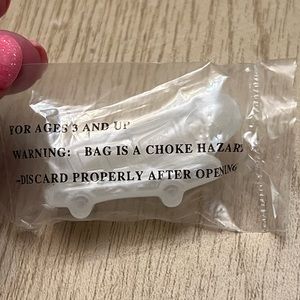 FOR AGES 3 AND UP
WARNING: BAG IS A CHOKE HAZARD
-DISCARD PROPERLY AFTER OPENING